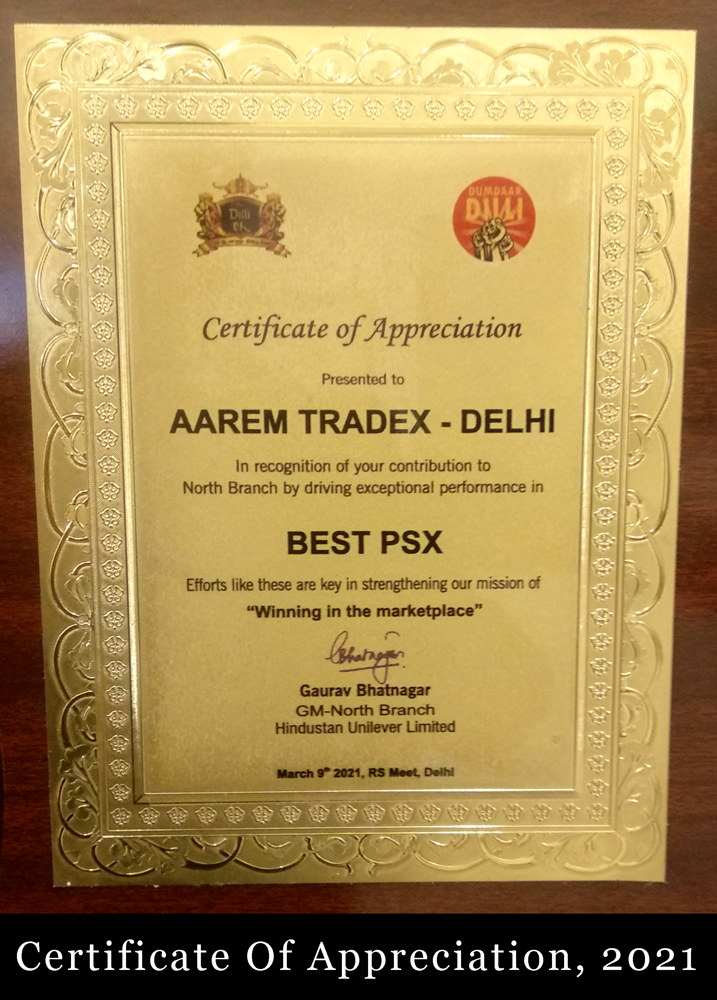 Dilli
DUMDAAR
DILLI
Certificate of Appreciation
Presented to
AAREM TRADEX - DELHI
In recognition of your contribution to
North Branch by driving exceptional performance in
BEST PSX
Efforts like these are key in strengthening our mission of
“Winning in the marketplace”
Bhatnagar
Gaurav Bhatnagar
GM-North Branch
Hindustan Unilever Limited
March 9th 2021, RS Meet, Delhi
Certificate Of Appreciation, 2021